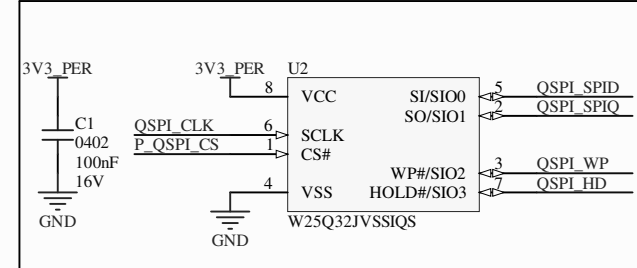 3V3_PER 3V3_PER U2
8 VCC SI/SIO0 5 QSPI_SPID
SO/SIO1 2 QSPI_SPIQ
C1 QSPI_CLK 6 SCLK
0402 P_QSPI_CS 1 CS#
100nF WP#/SIO2 3 QSPI_WP
16V 4 VSS HOLD#/SIO3 7 QSPI_HD
GND W25Q32JVSSIQS
GND